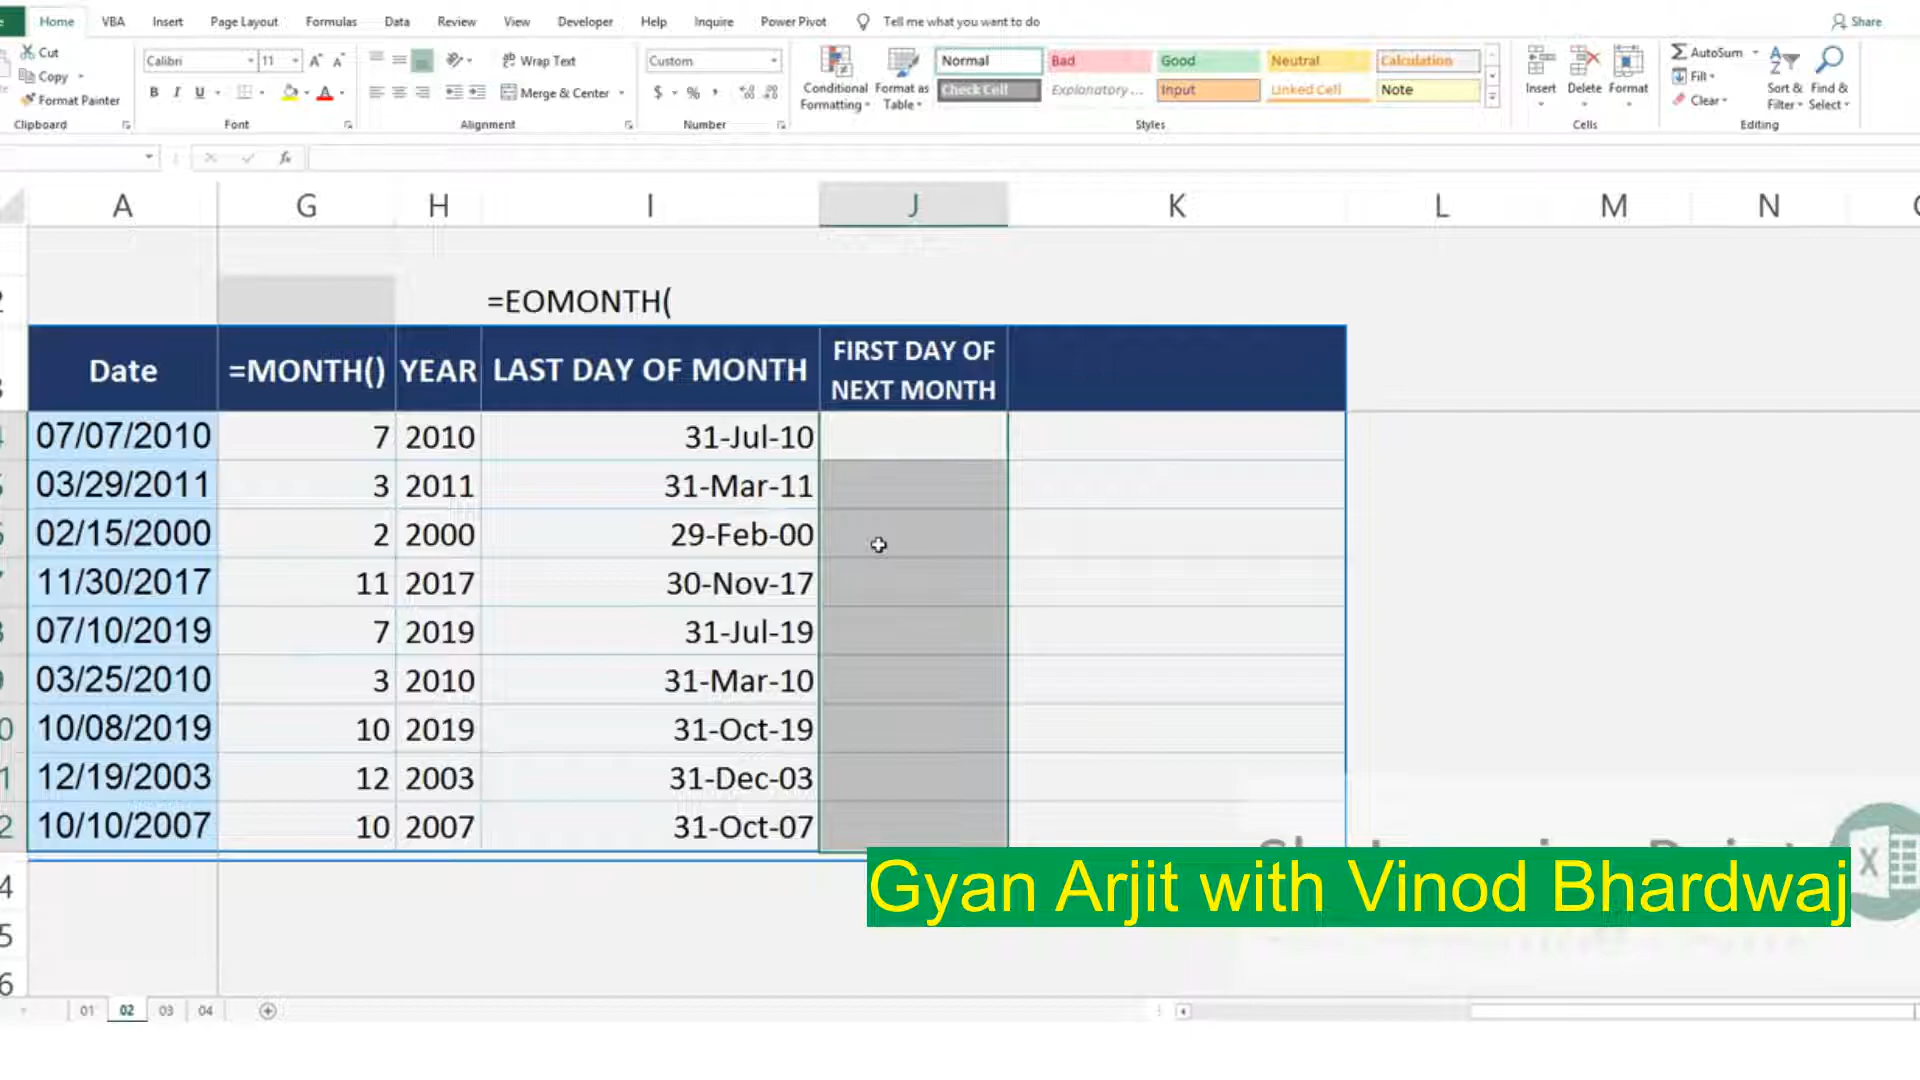 Home VBA Insert Page Layout Formulas Data Review View Developer Help Inquire Power Pivot Tell me what you want to do Share
Cut
Copy
Format Painter
Clipboard
Calibri 11
B I U
Font
Wrap Text
Merge & Center
Alignment
Custom
$ % ,
Number
Conditional Formatting
Format as Table
Normal Bad Good Neutral Calculation
Check Cell Explanatory ... Input Linked Cell Note
Styles
Insert Delete Format
Cells
AutoSum
Fill
Clear
Sort & Filter
Find & Select
Editing
fx
A G H I J K L M N
=EOMONTH(
Date =MONTH() YEAR LAST DAY OF MONTH FIRST DAY OF NEXT MONTH
07/07/2010 7 2010 31-Jul-10
03/29/2011 3 2011 31-Mar-11
02/15/2000 2 2000 29-Feb-00
11/30/2017 11 2017 30-Nov-17
07/10/2019 7 2019 31-Jul-19
03/25/2010 3 2010 31-Mar-10
10/08/2019 10 2019 31-Oct-19
12/19/2003 12 2003 31-Dec-03
10/10/2007 10 2007 31-Oct-07
Gyan Arjit with Vinod Bhardwaj
01 02 03 04